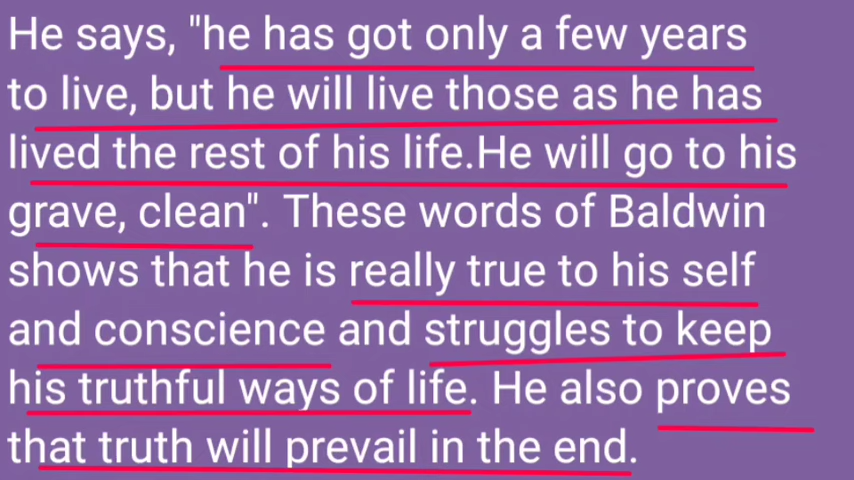 He says, "he has got only a few years
to live, but he will live those as he has
lived the rest of his life.He will go to his
grave, clean". These words of Baldwin
shows that he is really true to his self
and conscience and struggles to keep
his truthful ways of life. He also proves
that truth will prevail in the end.